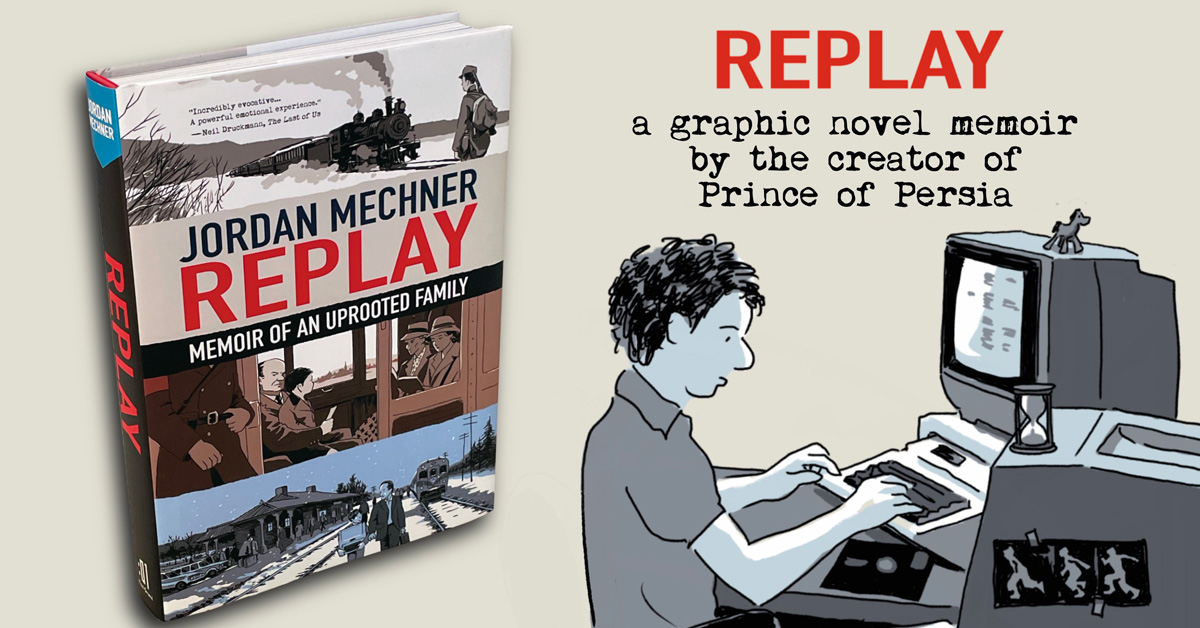 JORDAN
MECHNER
REPLAY
:01
"Incredibly evocative...
A powerful emotional experience."
—Neil Druckmann, The Last of Us
JORDAN MECHNER
REPLAY
MEMOIR OF AN UPROOTED FAMILY
REPLAY
a graphic novel memoir
by the creator of
Prince of Persia